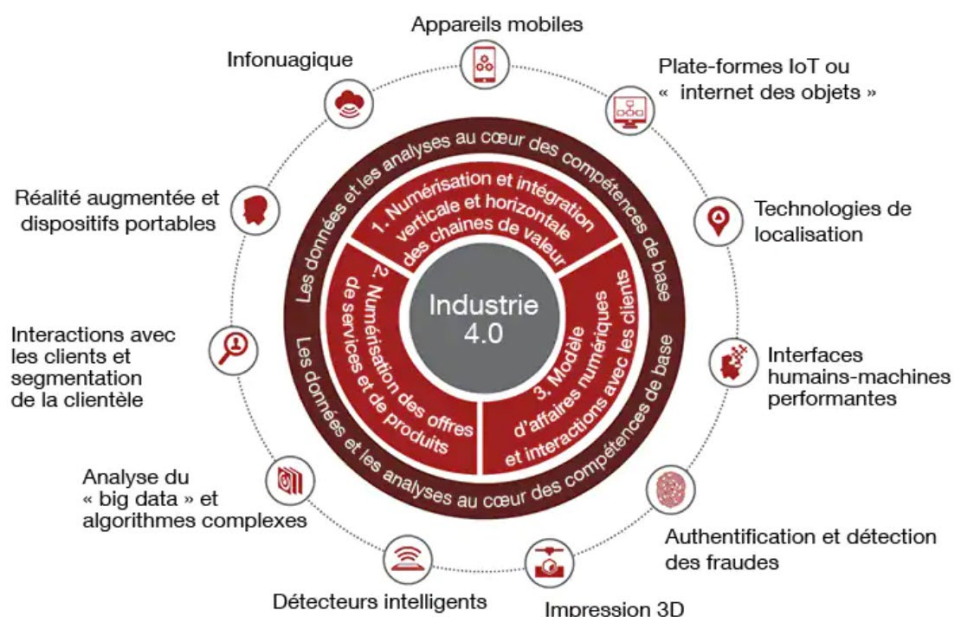 Appareils mobiles
Infonuagique
Plate-formes IoT ou
« internet des objets »
Réalité augmentée et
dispositifs portables
Technologies de
localisation
Interactions avec
les clients et
segmentation
de la clientèle
Interfaces
humains-machines
performantes
Analyse du
« big data » et
algorithmes complexes
Authentification et détection
des fraudes
Détecteurs intelligents
Impression 3D
Les données et les analyses au cœur des compétences de base
Les données et les analyses au cœur des compétences de base
1. Numérisation et intégration
verticale et horizontale
des chaines de valeur
2. Numérisation des offres
de services et de produits
3. Modèle
d'affaires numériques
et interactions avec les clients
Industrie
4.0